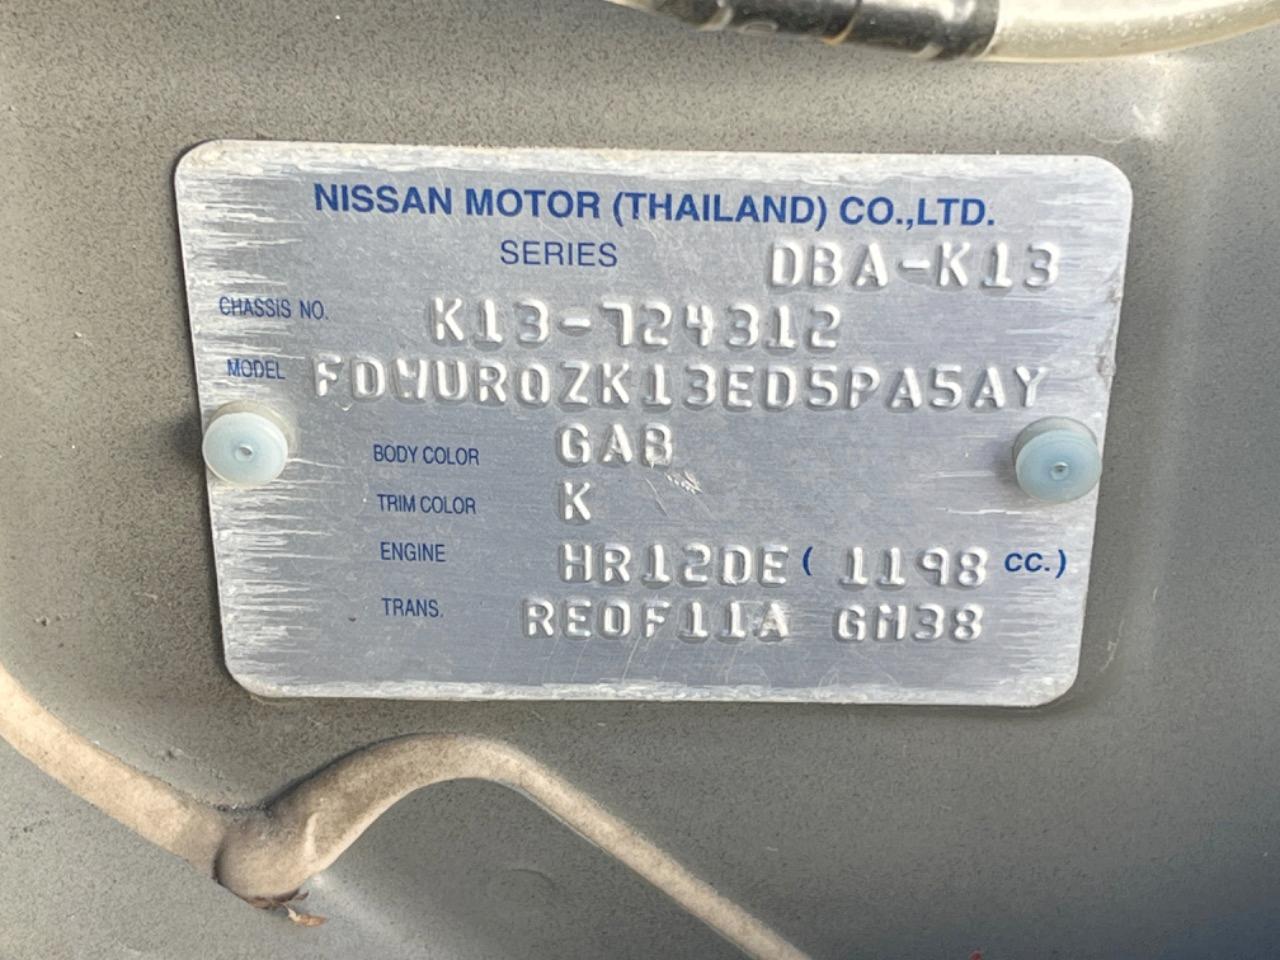 NISSAN MOTOR (THAILAND) CO.,LTD.
SERIES DBA-K13
CHASSIS NO. K13-724312
MODEL FDWURQZK13ED5PA5AY
BODY COLOR GAB
TRIM COLOR K
ENGINE HR12DE ( 1198 CC.)
TRANS. RE0F11A GM38